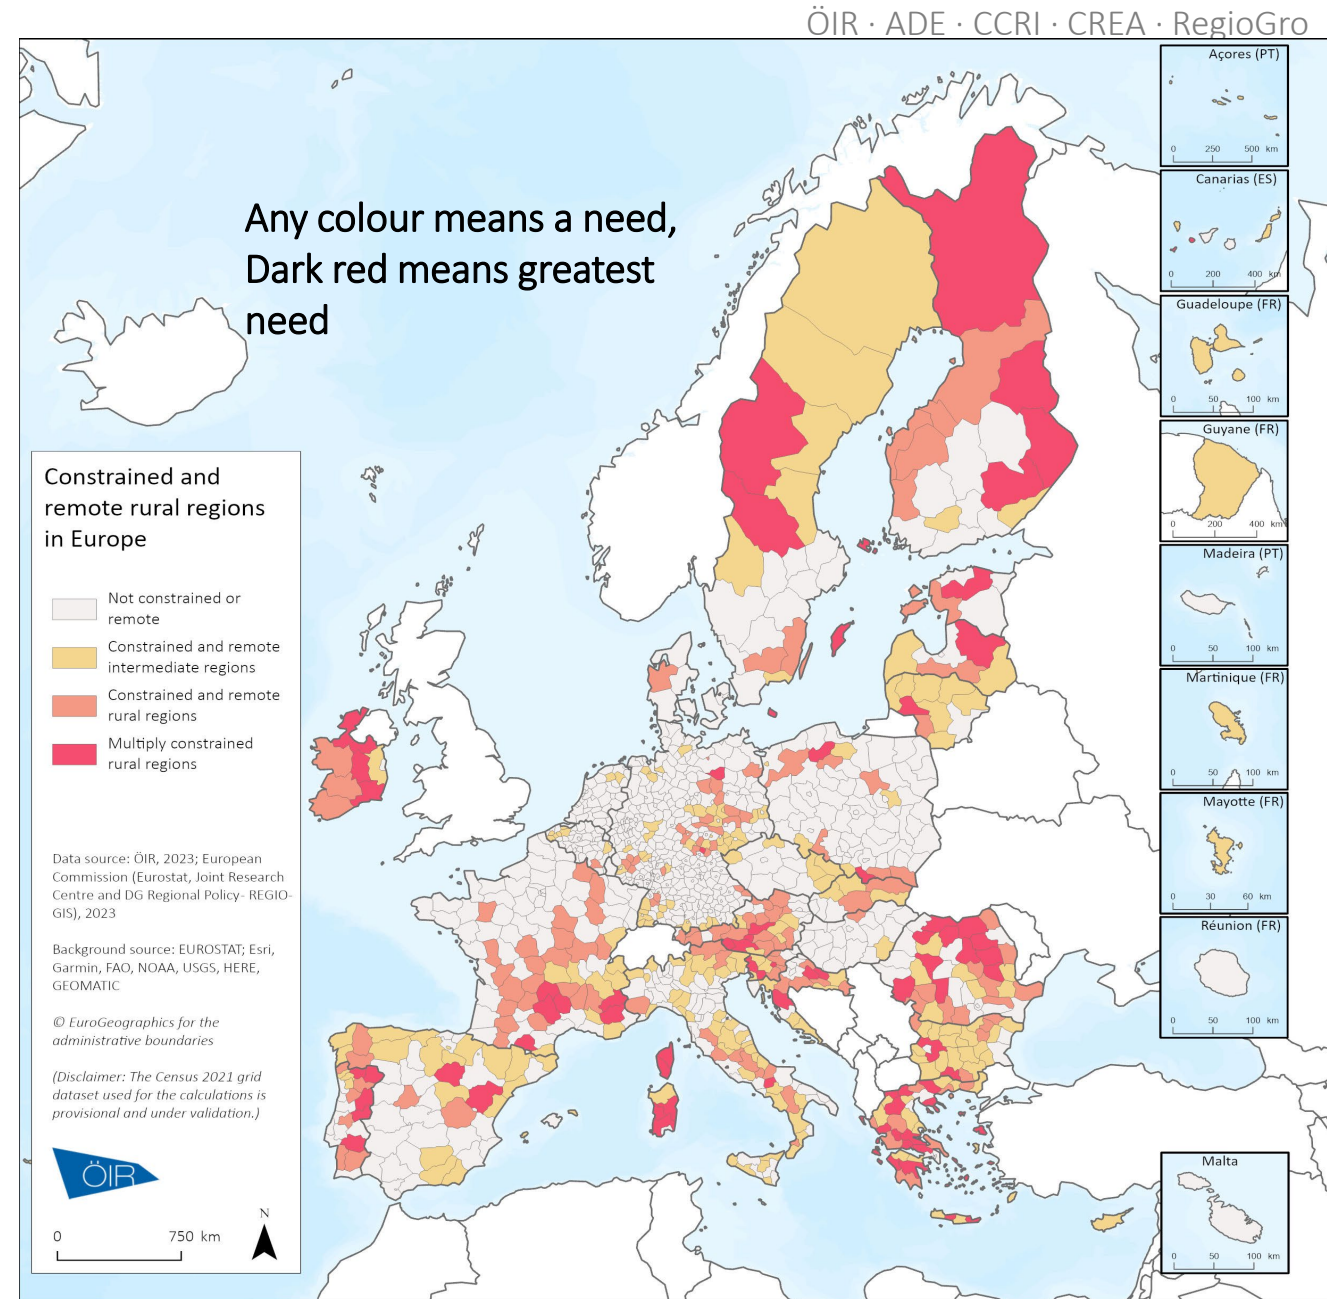 ÖIR · ADE · CCRI · CREA · RegioGro
Any colour means a need,
Dark red means greatest
need
Constrained and
remote rural regions
in Europe
Not constrained or
remote
Constrained and remote
intermediate regions
Constrained and remote
rural regions
Multiply constrained
rural regions
Data source: ÖIR, 2023; European
Commission (Eurostat, Joint Research
Centre and DG Regional Policy- REGIO-
GIS), 2023
Background source: EUROSTAT; Esri,
Garmin, FAO, NOAA, USGS, HERE,
GEOMATIC
© EuroGeographics for the
administrative boundaries
(Disclaimer: The Census 2021 grid
dataset used for the calculations is
provisional and under validation.)
ÖIR
N
0 750 km
Açores (PT)
0 250 500 km
Canarias (ES)
0 200 400 km
Guadeloupe (FR)
0 50 100 km
Guyane (FR)
0 200 400 km
Madeira (PT)
0 50 100 km
Martinique (FR)
0 50 100 km
Mayotte (FR)
0 30 60 km
Réunion (FR)
0 50 100 km
Malta
0 50 100 km